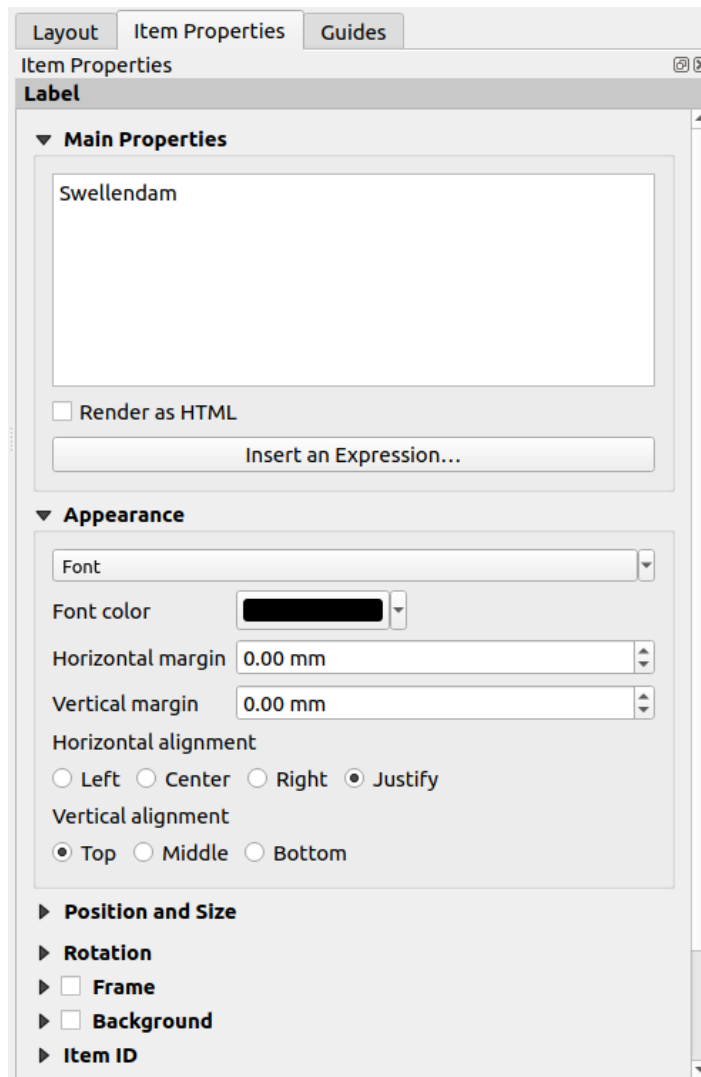 Layout Item Properties Guides
Item Properties
Label
Main Properties
Swellendam
Render as HTML
Insert an Expression...
Appearance
Font
Font color
Horizontal margin 0.00 mm
Vertical margin 0.00 mm
Horizontal alignment
Left Center Right Justify
Vertical alignment
Top Middle Bottom
Position and Size
Rotation
Frame
Background
Item ID